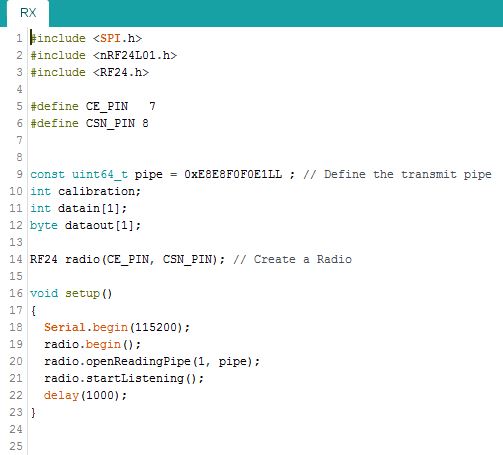 RX
1 #include <SPI.h>
2 #include <nRF24L01.h>
3 #include <RF24.h>
4
5 #define CE_PIN   7
6 #define CSN_PIN 8
7
8
9 const uint64_t pipe = 0xE8E8F0F0E1LL ; // Define the transmit pipe
10 int calibration;
11 int datain[1];
12 byte dataout[1];
13
14 RF24 radio(CE_PIN, CSN_PIN); // Create a Radio
15
16 void setup()
17 {
18   Serial.begin(115200);
19   radio.begin();
20   radio.openReadingPipe(1, pipe);
21   radio.startListening();
22   delay(1000);
23 }
24
25